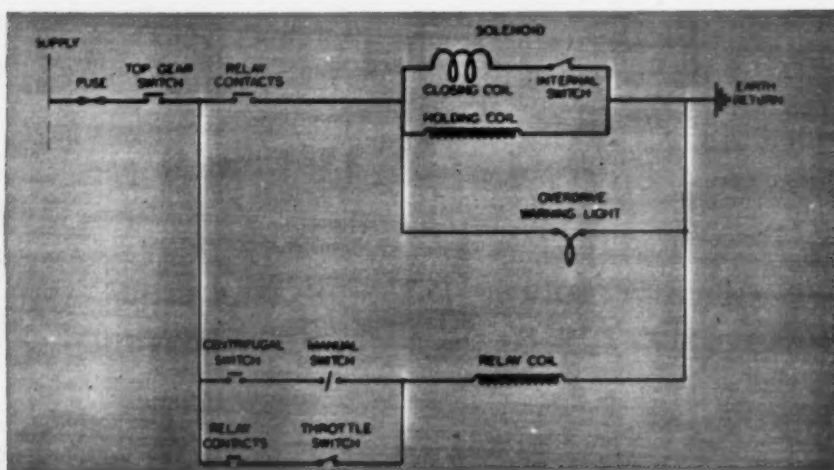 SOLENOID
SUPPLY
FUSE
TOP GEAR
SWITCH
RELAY
CONTACTS
CLOSING COIL
INTERNAL
SWITCH
EARTH
RETURN
HOLDING COIL
OVERDRIVE
WARNING LIGHT
CENTRIFUGAL
SWITCH
MANUAL
SWITCH
RELAY COIL
RELAY
CONTACTS
THROTTLE
SWITCH